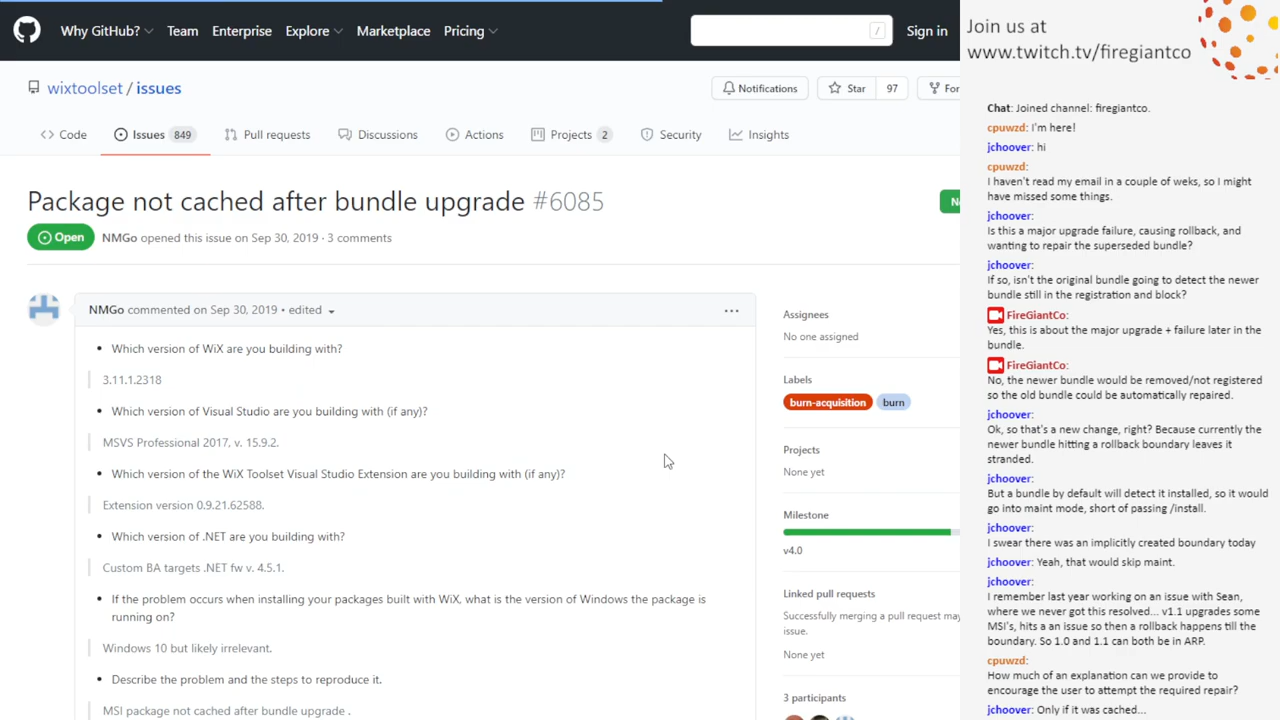 Why GitHub? Team Enterprise Explore Marketplace Pricing / Sign in
wixtoolset / issues
Notifications Star 97 For
Code Issues 849 Pull requests Discussions Actions Projects 2 Security Insights
Package not cached after bundle upgrade #6085
Open NMGo opened this issue on Sep 30, 2019 · 3 comments
NMGo commented on Sep 30, 2019 • edited
• Which version of WiX are you building with?
3.11.1.2318
• Which version of Visual Studio are you building with (if any)?
MSVS Professional 2017, v. 15.9.2.
• Which version of the WiX Toolset Visual Studio Extension are you building with (if any)?
Extension version 0.9.21.62588.
• Which version of .NET are you building with?
Custom BA targets .NET fw v. 4.5.1.
• If the problem occurs when installing your packages built with WiX, what is the version of Windows the package is
running on?
Windows 10 but likely irrelevant.
• Describe the problem and the steps to reproduce it.
MSI package not cached after bundle upgrade .
Assignees
No one assigned
Labels
burn-acquisition burn
Projects
None yet
Milestone
v4.0
Linked pull requests
Successfully merging a pull request may
issue.
None yet
3 participants
Join us at
www.twitch.tv/firegiantco
Chat: Joined channel: firegiantco.
cpuwzd: I'm here!
jchoover: hi
cpuwzd:
I haven't read my email in a couple of weks, so I might
have missed some things.
jchoover:
Is this a major upgrade failure, causing rollback, and
wanting to repair the superseded bundle?
jchoover:
If so, isn't the original bundle going to detect the newer
bundle still in the registration and block?
FireGiantCo:
Yes, this is about the major upgrade + failure later in the
bundle.
FireGiantCo:
No, the newer bundle would be removed/not registered
so the old bundle could be automatically repaired.
jchoover:
Ok, so that's a new change, right? Because currently the
newer bundle hitting a rollback boundary leaves it
stranded.
jchoover:
But a bundle by default will detect it installed, so it would
go into maint mode, short of passing /install.
jchoover:
I swear there was an implicitly created boundary today
jchoover: Yeah, that would skip maint.
jchoover:
I remember last year working on an issue with Sean,
where we never got this resolved... v1.1 upgrades some
MSI's, hits a an issue so then a rollback happens till the
boundary. So 1.0 and 1.1 can both be in ARP.
cpuwzd:
How much of an explanation can we provide to
encourage the user to attempt the required repair?
jchoover: Only if it was cached...